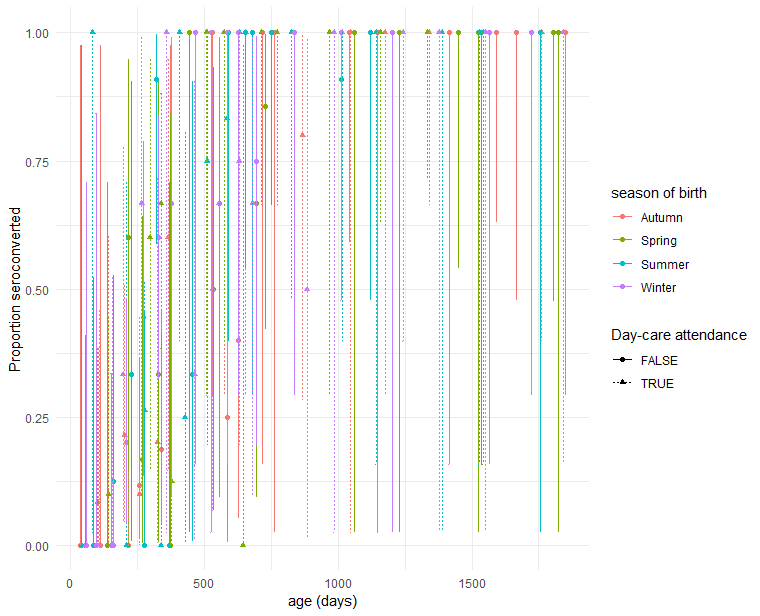 1.00
0.75
0.50
0.25
0.00
Proportion seroconverted
0
500
1000
1500
age (days)
season of birth
Autumn
Spring
Summer
Winter
Day-care attendance
FALSE
TRUE